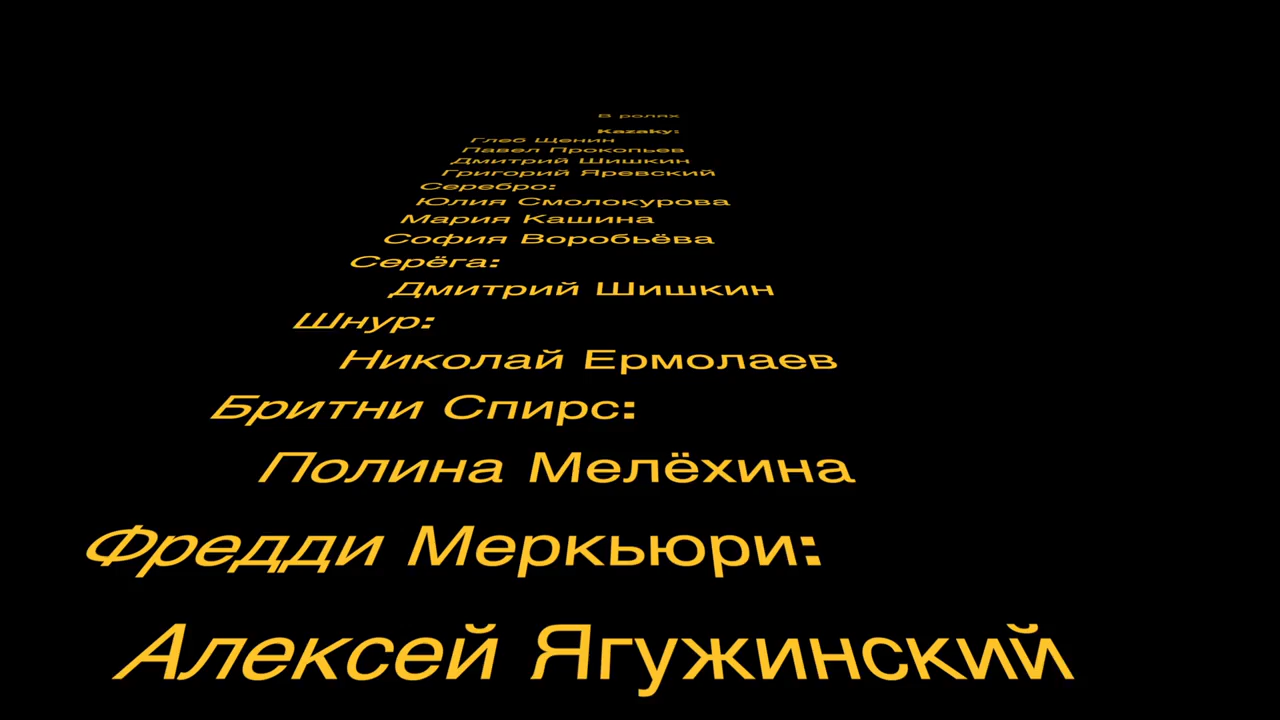 В ролях
Kazaky:
Глеб Щенин
Павел Прокопьев
Дмитрий Шишкин
Григорий Яревский
Серебро:
Юлия Смолокурова
Мария Кашина
София Воробьёва
Серёга:
Дмитрий Шишкин
Шнур:
Николай Ермолаев
Бритни Спирс:
Полина Мелёхина
Фредди Меркьюри:
Алексей Ягужинский